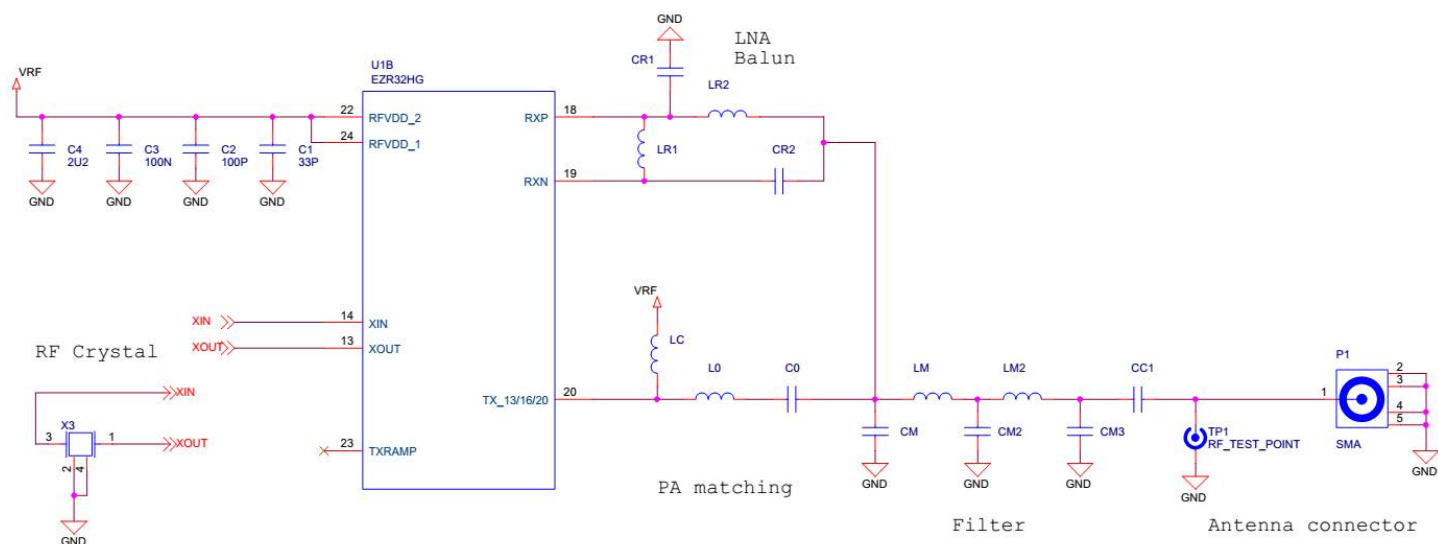 GND
LNA
Balun
CR1
LR2
U1B
EZR32HG
VRF
22
RFVDD_2
RXP
18
24
RFVDD_1
C4
2U2
C3
100N
C2
100P
C1
33P
LR1
CR2
RXN
19
GND
GND
GND
GND
VRF
XIN
14
XIN
XOUT
13
XOUT
LC
RF Crystal
P1
L0
C0
LM
LM2
CC1
XIN
TX_13/16/20
20
1
2
3
4
5
X3
3
1
XOUT
2
4
CM
CM2
CM3
TP1
RF_TEST_POINT
SMA
23
TXRAMP
GND
GND
GND
GND
GND
PA matching
Filter
Antenna connector
GND